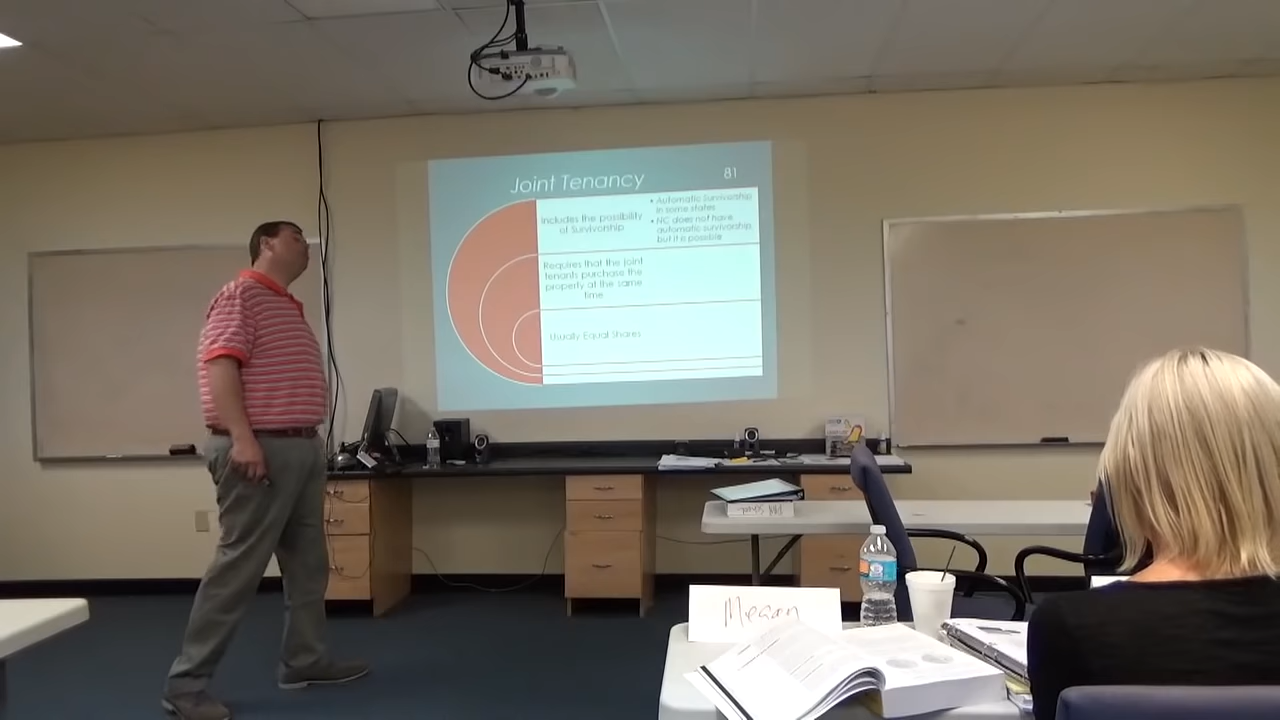 Joint Tenancy
81
Includes the possibility
of Survivorship
• Automatic Survivorship
in some states
• NC does not have
automatic survivorship,
but it is possible
Requires that the joint
tenants purchase the
property at the same
time
Usually Equal Shares
Megan